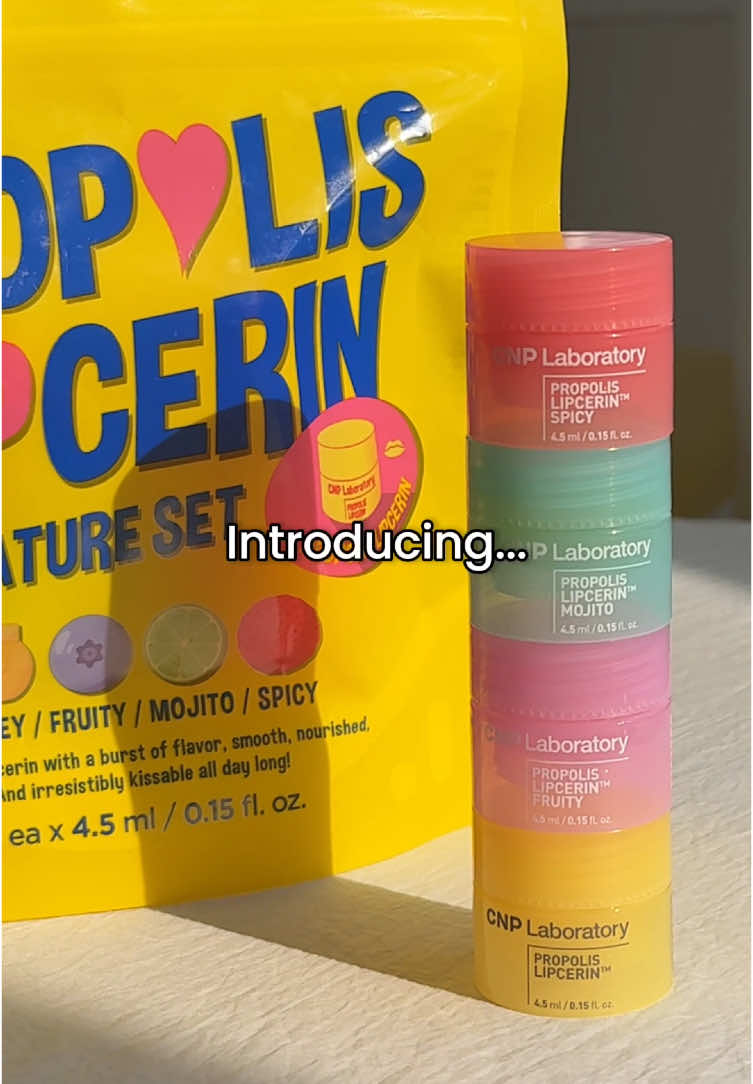 OP LIS
CERIN
ATURE SET
CNP Laboratory
PROPOLIS
LIPCERIN
PCERIN
EY / FRUITY / MOJITO / SPICY
cerin with a burst of flavor, smooth, nourished,
And irresistibly kissable all day long!
ea x 4.5 ml / 0.15 fl. oz.
Introducing...
CNP Laboratory
PROPOLIS
LIPCERIN™
SPICY
4.5 ml / 0.15 fl. oz.
NP Laboratory
PROPOLIS
LIPCERIN™
MOJITO
4.5 ml / 0.15 fl. oz.
CNP Laboratory
PROPOLIS
LIPCERIN™
FRUITY
4.5 ml / 0.15 fl. oz.
CNP Laboratory
PROPOLIS
LIPCERIN™
4.5 ml / 0.15 fl. oz.